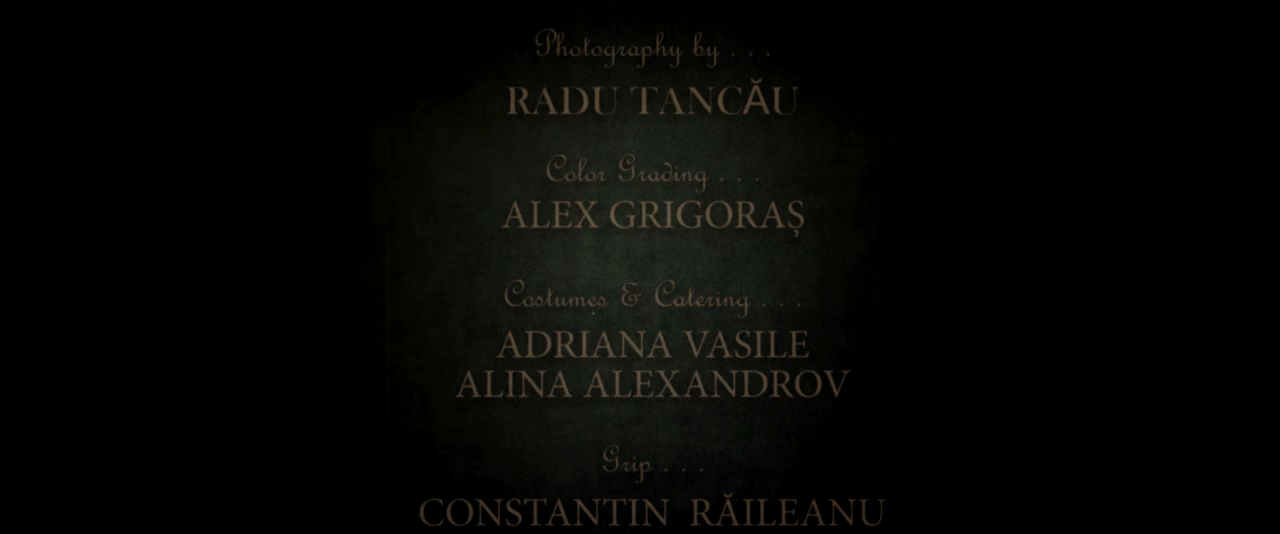 Photography by . . .
RADU TANCĂU
Color Grading . . .
ALEX GRIGORAȘ
Costumes & Catering . . .
ADRIANA VASILE
ALINA ALEXANDROV
Grip . . .
CONSTANTIN RĂILEANU